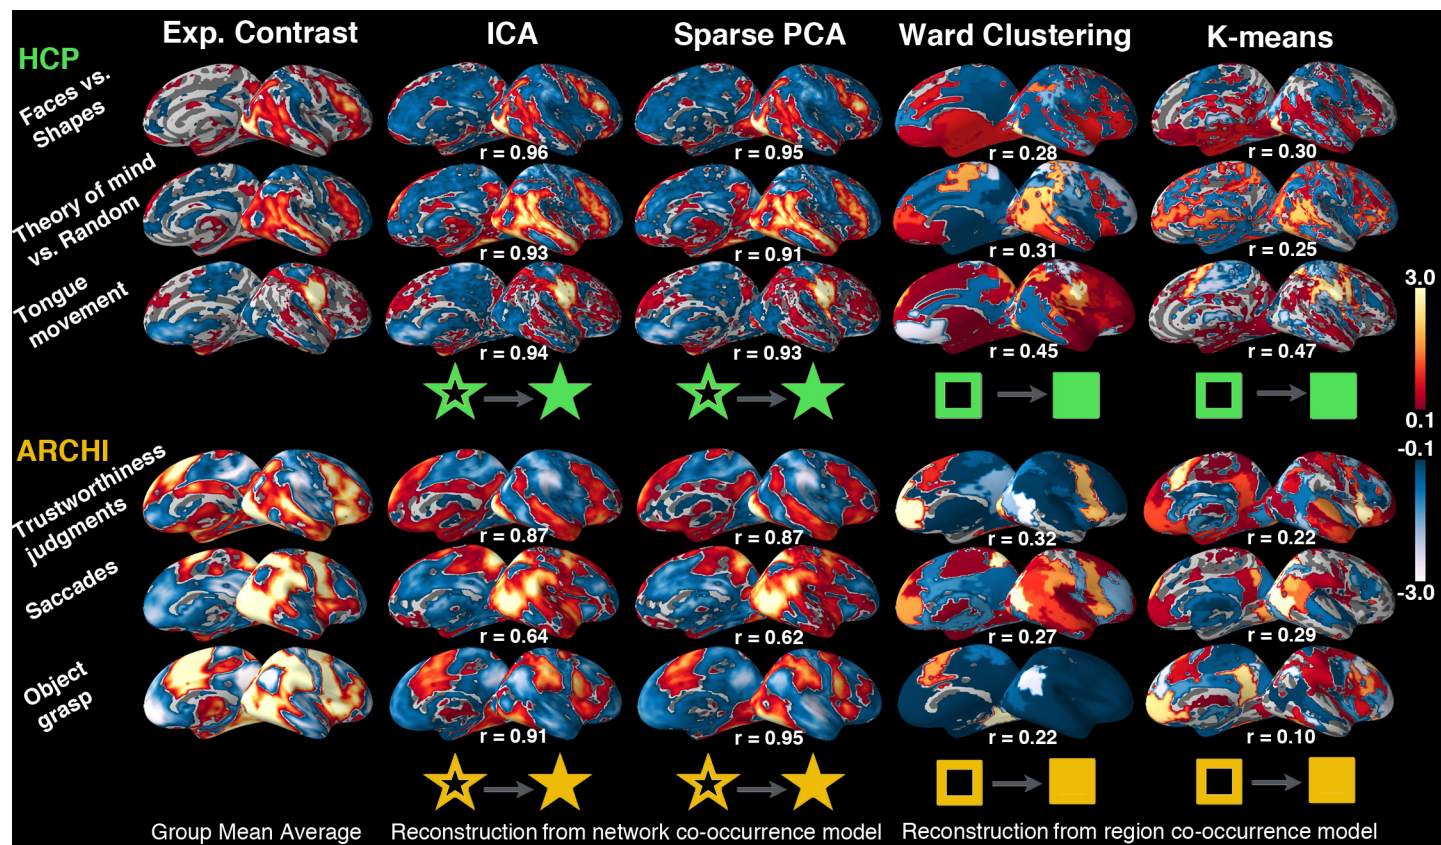 Exp. Contrast
ICA
Sparse PCA
Ward Clustering
K-means
HCP
Faces vs.
Shapes
r = 0.96
r = 0.95
r = 0.28
r = 0.30
Theory of mind
vs. Random
r = 0.93
r = 0.91
r = 0.31
r = 0.25
Tongue
movement
r = 0.94
r = 0.93
r = 0.45
r = 0.47
3.0
0.1
-0.1
-3.0
ARCHI
Trustworthiness
judgments
r = 0.87
r = 0.87
r = 0.32
r = 0.22
Saccades
r = 0.64
r = 0.62
r = 0.27
r = 0.29
Object
grasp
r = 0.91
r = 0.95
r = 0.22
r = 0.10
Group Mean Average
Reconstruction from network co-occurrence model
Reconstruction from region co-occurrence model